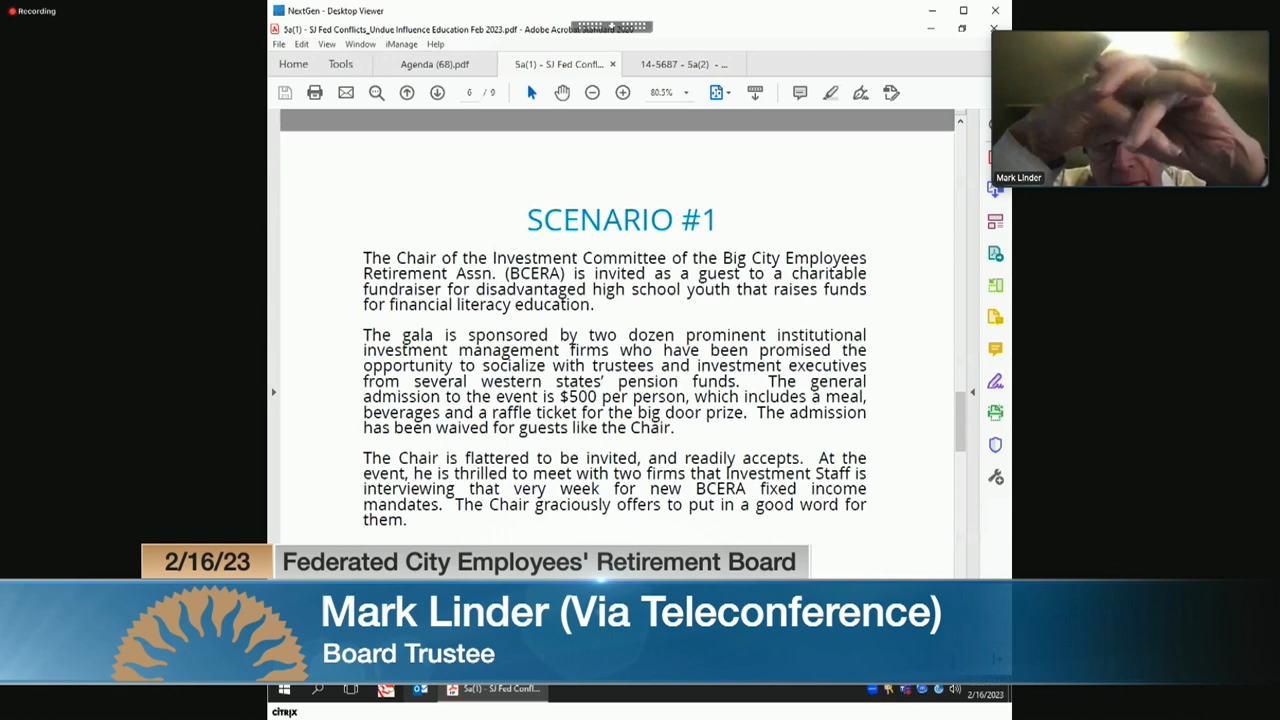 Recording
NextGen - Desktop Viewer
5a(1) - SJ Fed Conflicts_Undue Influence Education Feb 2023.pdf - Adobe Acrobat Standard 2020
File Edit View Window iManage Help
Home Tools Agenda (68).pdf 5a(1) - SJ Fed Confl... × 14-5687 - 5a(2) - ...
6 / 9 80.5%
Mark Linder
SCENARIO #1
The Chair of the Investment Committee of the Big City Employees
Retirement Assn. (BCERA) is invited as a guest to a charitable
fundraiser for disadvantaged high school youth that raises funds
for financial literacy education.
The gala is sponsored by two dozen prominent institutional
investment management firms who have been promised the
opportunity to socialize with trustees and investment executives
from several western states’ pension funds. The general
admission to the event is $500 per person, which includes a meal,
beverages and a raffle ticket for the big door prize. The admission
has been waived for guests like the Chair.
The Chair is flattered to be invited, and readily accepts. At the
event, he is thrilled to meet with two firms that Investment Staff is
interviewing that very week for new BCERA fixed income
mandates. The Chair graciously offers to put in a good word for
them.
2/16/23 Federated City Employees' Retirement Board
Mark Linder (Via Teleconference)
Board Trustee
5a(1) - SJ Fed Confl...
2/16/2023
CITRIX